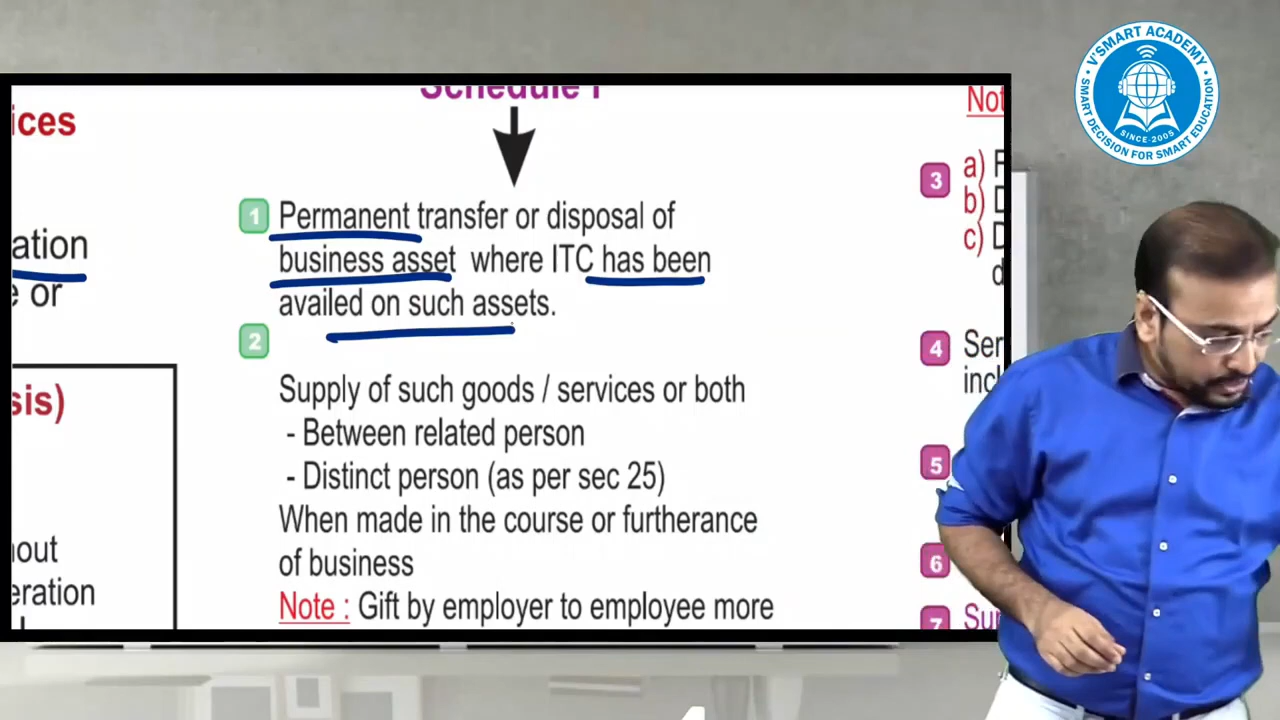 V'SMART ACADEMY
SMART DECISION FOR SMART EDUCATION
SINCE-2005
Schedule I
ices
ation
e or
sis)
out
eration
1 Permanent transfer or disposal of
business asset where ITC has been
availed on such assets.
2
Supply of such goods / services or both
- Between related person
- Distinct person (as per sec 25)
When made in the course or furtherance
of business
Note : Gift by employer to employee more
Not
3 a)
b)
c)
4 Ser
incl
5
6
7 Su